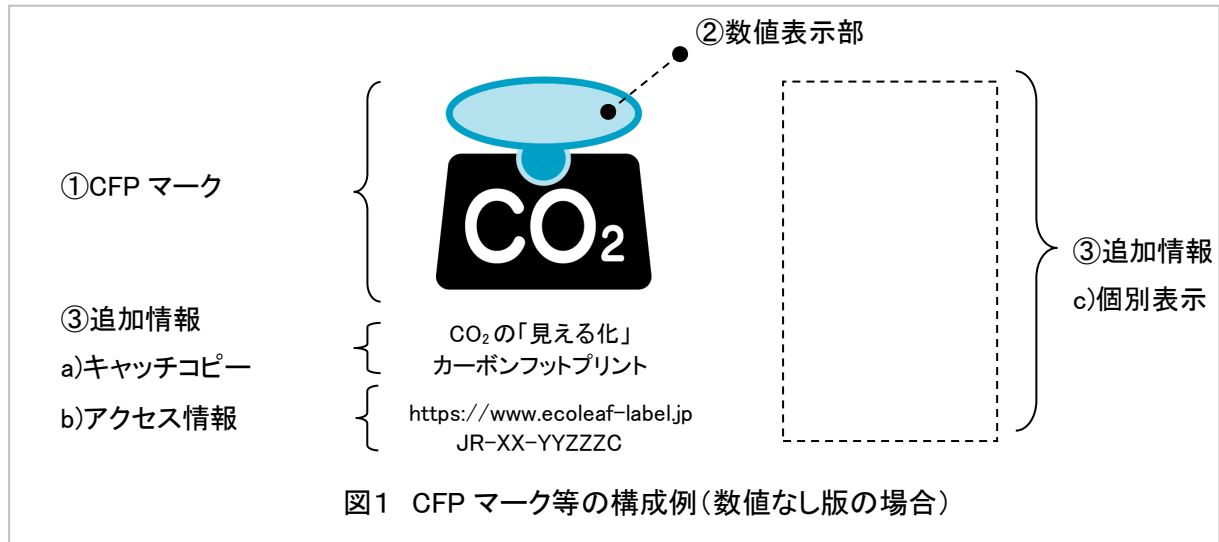 ②数値表示部
①CFP マーク
CO2
③追加情報
a)キャッチコピー
b)アクセス情報
CO₂の「見える化」
カーボンフットプリント
https://www.ecoleaf-label.jp
JR-XX-YYZZZC
③追加情報
c)個別表示
図1 CFP マーク等の構成例(数値なし版の場合)